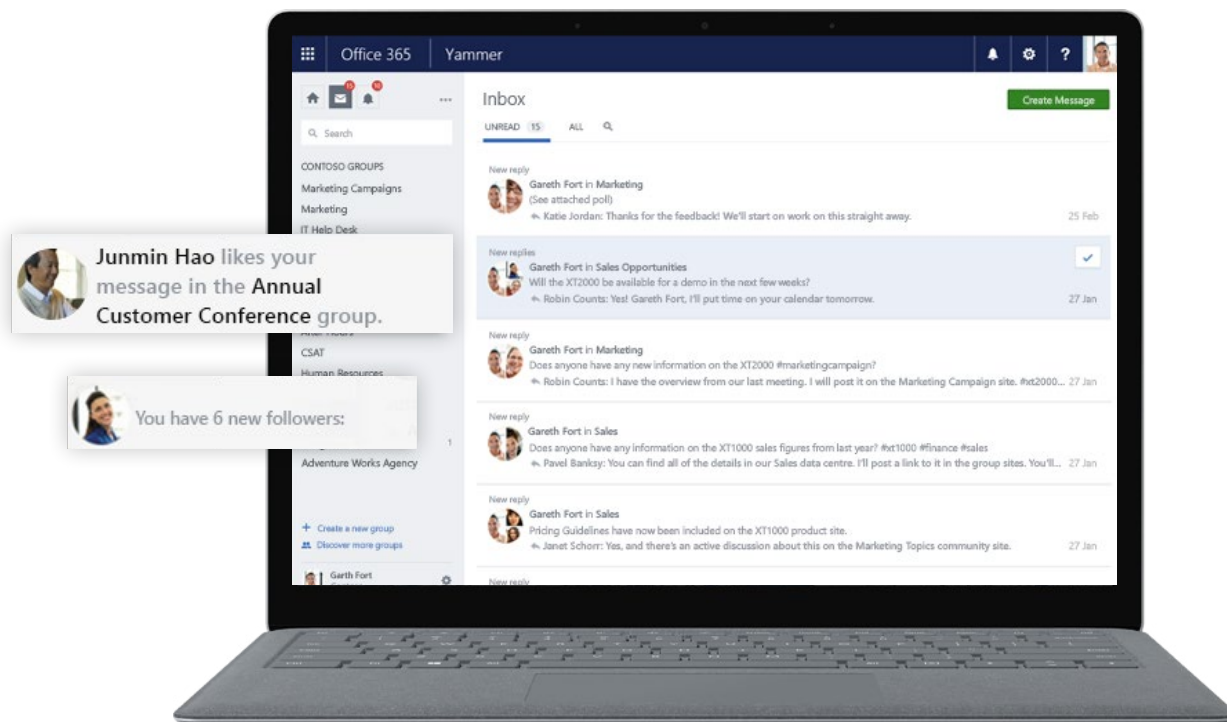 Office 365
Yammer
?
15
10
Search
CONTOSO GROUPS
Marketing Campaigns
Marketing
IT Help Desk
CSAT
Human Resources
1
Adventure Works Agency
+ Create a new group
Discover more groups
Garth Fort
Junmin Hao likes your
message in the Annual
Customer Conference group.
You have 6 new followers:
Inbox
Create Message
UNREAD 15 ALL
New reply
Gareth Fort in Marketing
(See attached poll)
Katie Jordan: Thanks for the feedback! We'll start on work on this straight away. 25 Feb
New replies
Gareth Fort in Sales Opportunities
Will the XT2000 be available for a demo in the next few weeks?
Robin Counts: Yes! Gareth Fort, I'll put time on your calendar tomorrow. 27 Jan
New reply
Gareth Fort in Marketing
Does anyone have any new information on the XT2000 #marketingcampaign?
Robin Counts: I have the overview from our last meeting. I will post it on the Marketing Campaign site. #xt2000... 27 Jan
New reply
Gareth Fort in Sales
Does anyone have any information on the XT1000 sales figures from last year? #xt1000 #finance #sales
Pavel Banksy: You can find all of the details in our Sales data centre. I'll post a link to it in the group sites. You'll... 27 Jan
New reply
Gareth Fort in Sales
Pricing Guidelines have now been included on the XT1000 product site.
Janet Schorr: Yes, and there's an active discussion about this on the Marketing Topics community site. 27 Jan
New reply